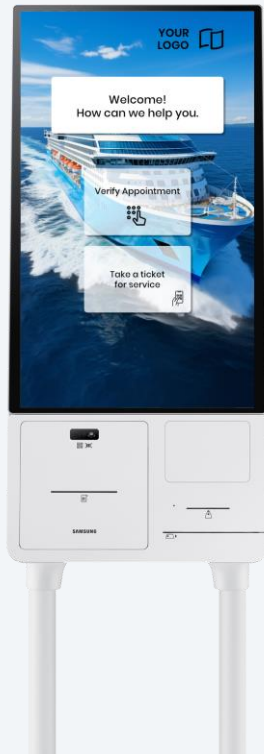 YOUR
LOGO
Welcome!
How can we help you.
Verify Appointment
Take a ticket
for service
SAMSUNG